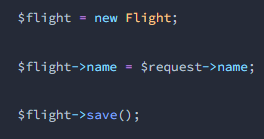 $flight = new Flight;
$flight->name = $request->name;
$flight->save();